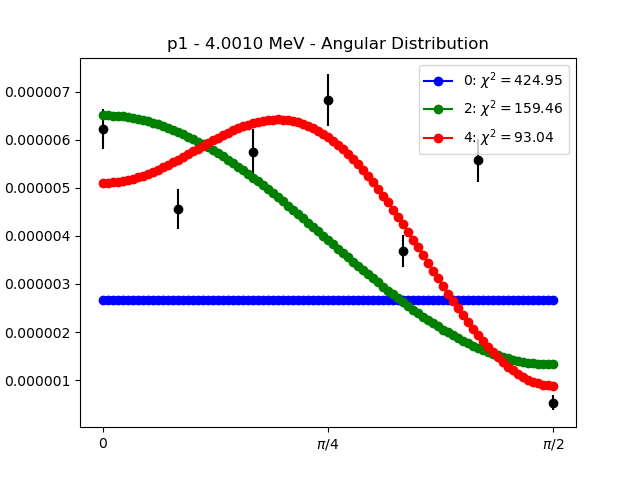 p1 - 4.0010 MeV - Angular Distribution
0: χ² = 424.95
2: χ² = 159.46
4: χ² = 93.04
0.000007
0.000006
0.000005
0.000004
0.000003
0.000002
0.000001
0
π/4
π/2